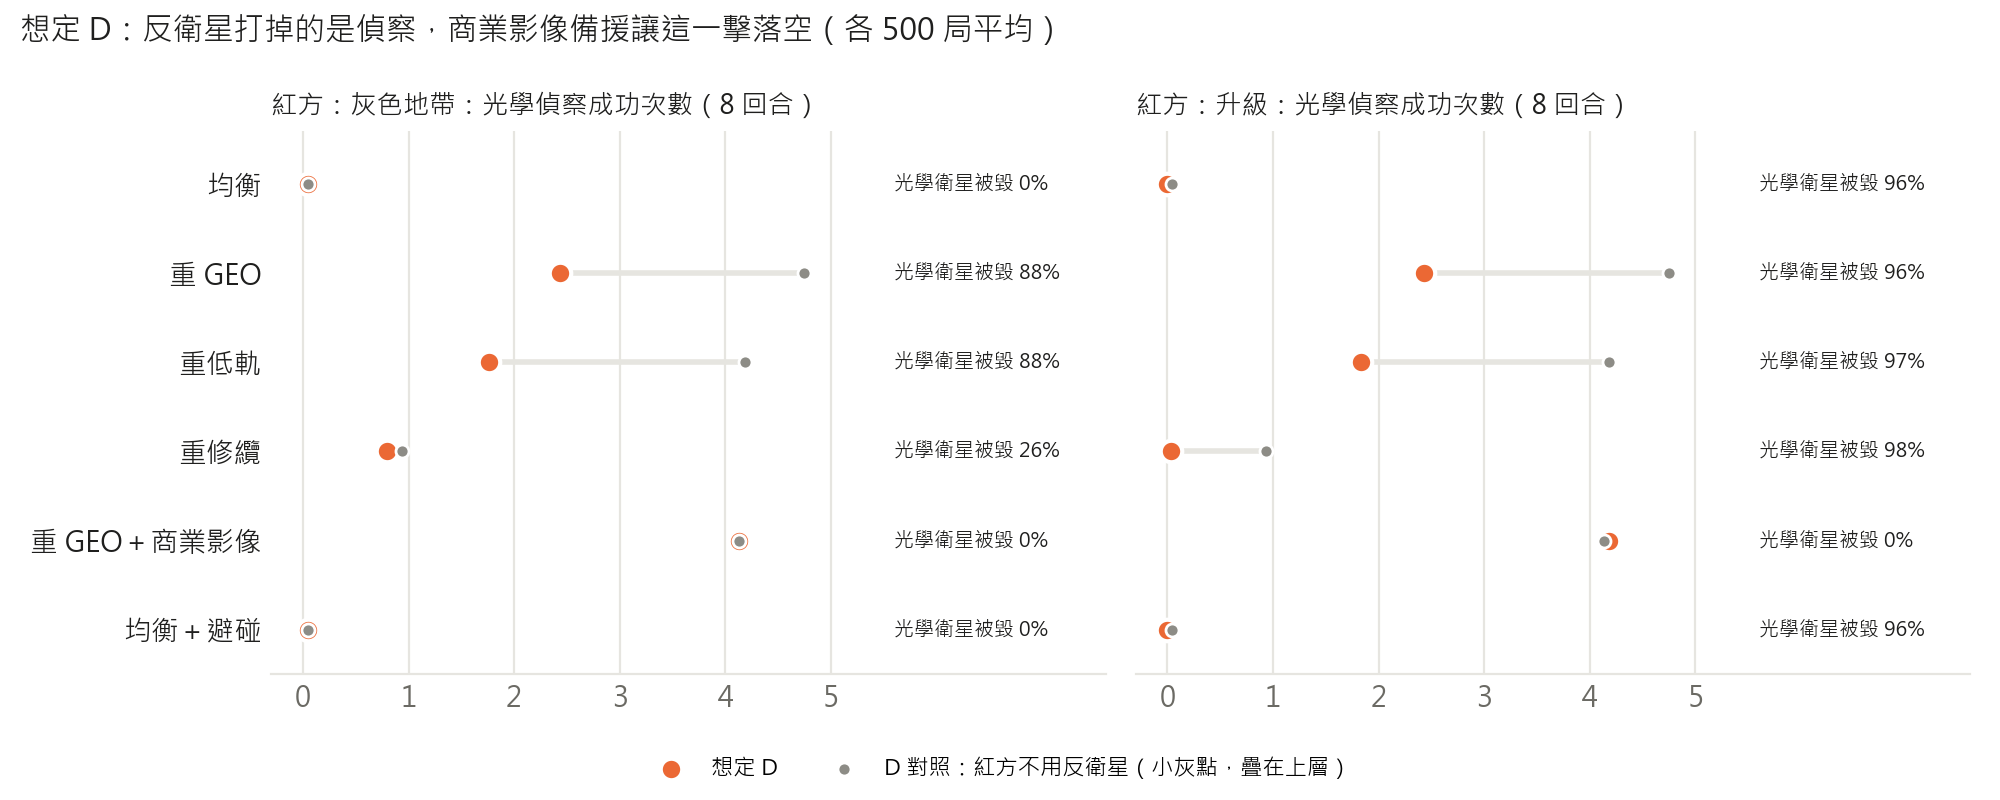 想定 D：反衛星打掉的是偵察，商業影像備援讓這一擊落空（各 500 局平均）
紅方：灰色地帶：光學偵察成功次數（8 回合）
均衡
光學衛星被毀 0%
重 GEO
光學衛星被毀 88%
重低軌
光學衛星被毀 88%
重修纜
光學衛星被毀 26%
重 GEO＋商業影像
光學衛星被毀 0%
均衡＋避碰
光學衛星被毀 0%
0 1 2 3 4 5
紅方：升級：光學偵察成功次數（8 回合）
光學衛星被毀 96%
光學衛星被毀 96%
光學衛星被毀 97%
光學衛星被毀 98%
光學衛星被毀 0%
光學衛星被毀 96%
0 1 2 3 4 5
想定 D
D 對照：紅方不用反衛星（小灰點，疊在上層）